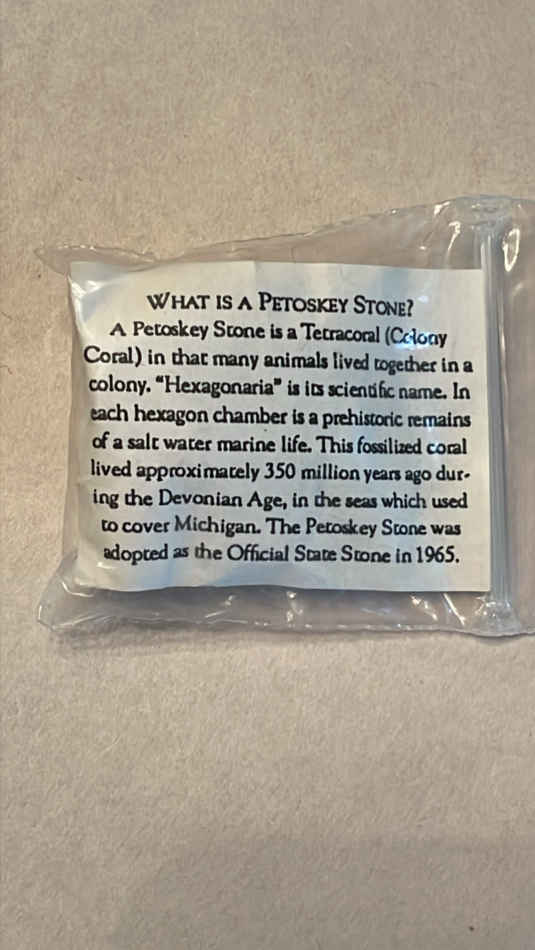 WHAT IS A PETOSKEY STONE?
A Petoskey Stone is a Tetracoral (Colony
Coral) in that many animals lived together in a
colony. "Hexagonaria" is its scientific name. In
each hexagon chamber is a prehistoric remains
of a salt water marine life. This fossilized coral
lived approximately 350 million years ago dur-
ing the Devonian Age, in the seas which used
to cover Michigan. The Petoskey Stone was
adopted as the Official State Stone in 1965.